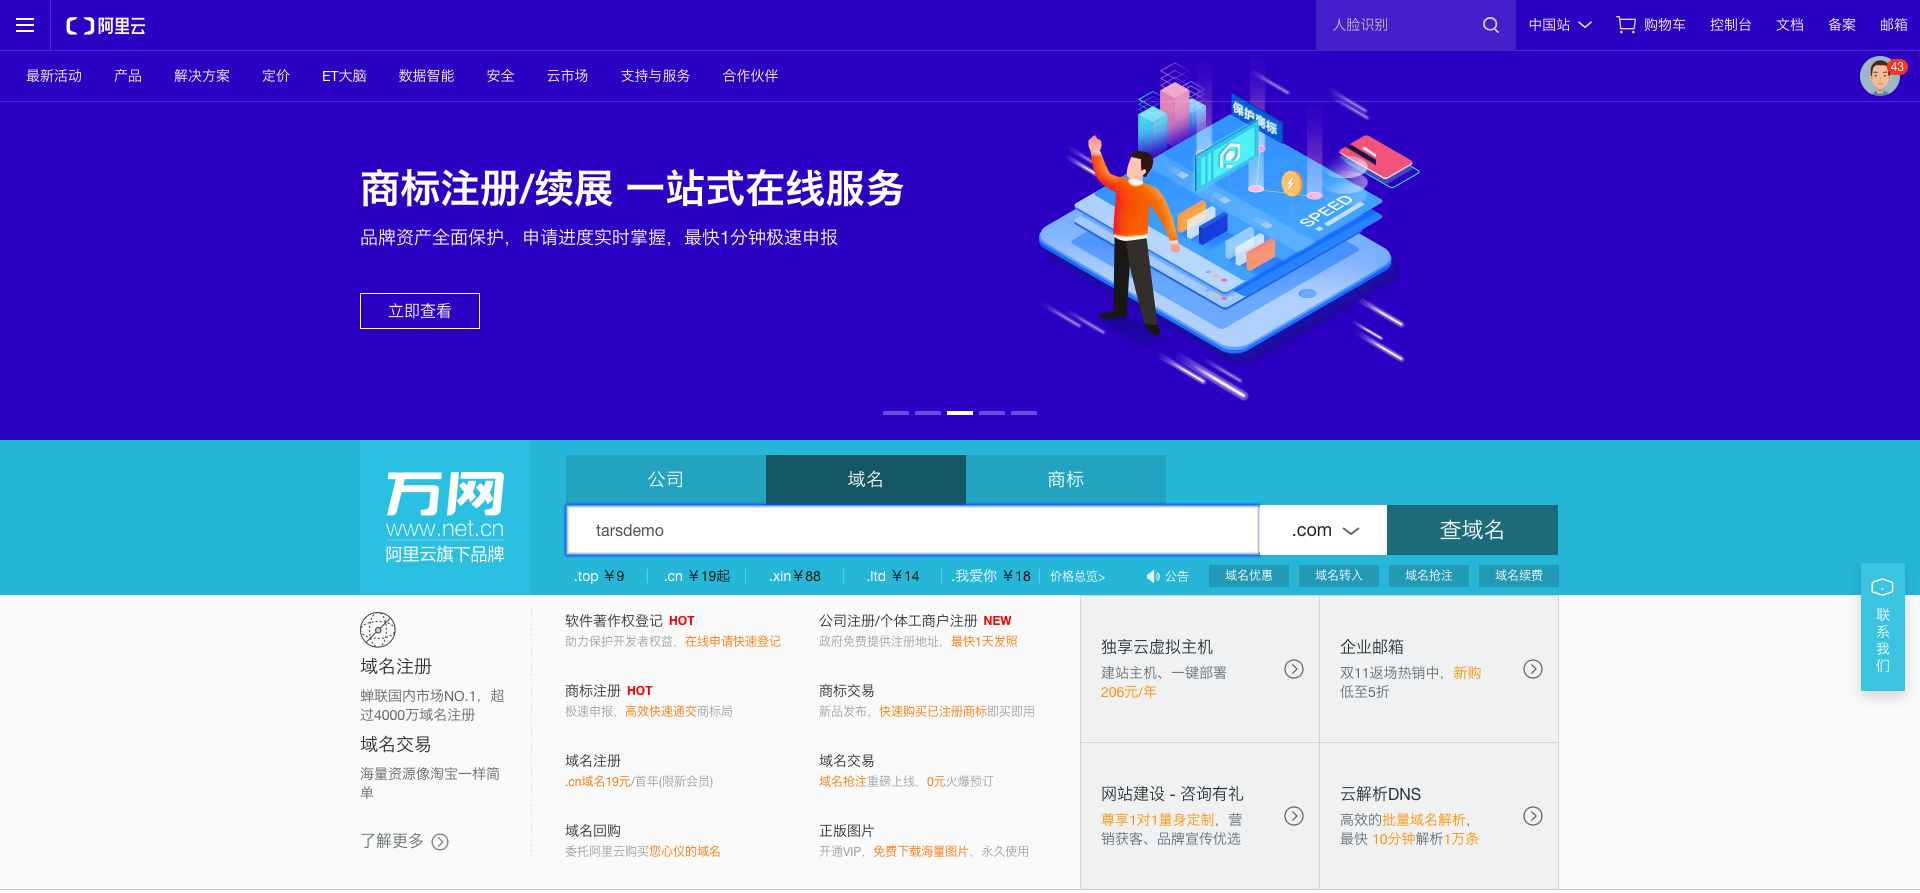 阿里云
人脸识别
中国站
购物车
控制台
文档
备案
邮箱
最新活动
产品
解决方案
定价
ET大脑
数据智能
安全
云市场
支持与服务
合作伙伴
43
保护商标
SPEED
商标注册/续展 一站式在线服务
品牌资产全面保护，申请进度实时掌握，最快1分钟极速申报
立即查看
万网
www.net.cn
阿里云旗下品牌
公司
域名
商标
tarsdemo
.com
查域名
.top ￥9
.cn ￥19起
.xin￥88
.ltd ￥14
.我爱你 ￥18
价格总览>
公告
域名优惠
域名转入
域名抢注
域名续费
联系我们
域名注册
蝉联国内市场NO.1，超
过4000万域名注册
域名交易
海量资源像淘宝一样简
单
了解更多
软件著作权登记 HOT
助力保护开发者权益，在线申请快速登记
公司注册/个体工商户注册 NEW
政府免费提供注册地址，最快1天发照
商标注册 HOT
极速申报，高效快速递交商标局
商标交易
新品发布，快速购买已注册商标即买即用
域名注册
.cn域名19元/首年(限新会员)
域名交易
域名抢注重磅上线，0元火爆预订
域名回购
委托阿里云购买您心仪的域名
正版图片
开通VIP，免费下载海量图片，永久使用
独享云虚拟主机
建站主机、一键部署
206元/年
企业邮箱
双11返场热销中，新购
低至5折
网站建设 - 咨询有礼
尊享1对1量身定制，营
销获客、品牌宣传优选
云解析DNS
高效的批量域名解析，
最快 10分钟解析1万条